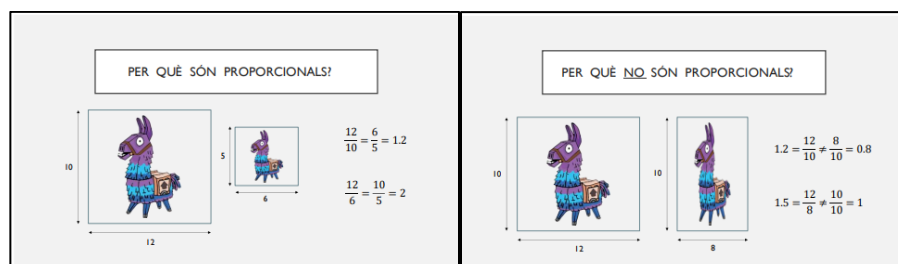 PER QUÈ SÓN PROPORCIONALS?
10
12
5
6
12/10 = 6/5 = 1.2
12/6 = 10/5 = 2
PER QUÈ NO SÓN PROPORCIONALS?
10
12
10
8
1.2 = 12/10 ≠ 8/10 = 0.8
1.5 = 12/8 ≠ 10/10 = 1